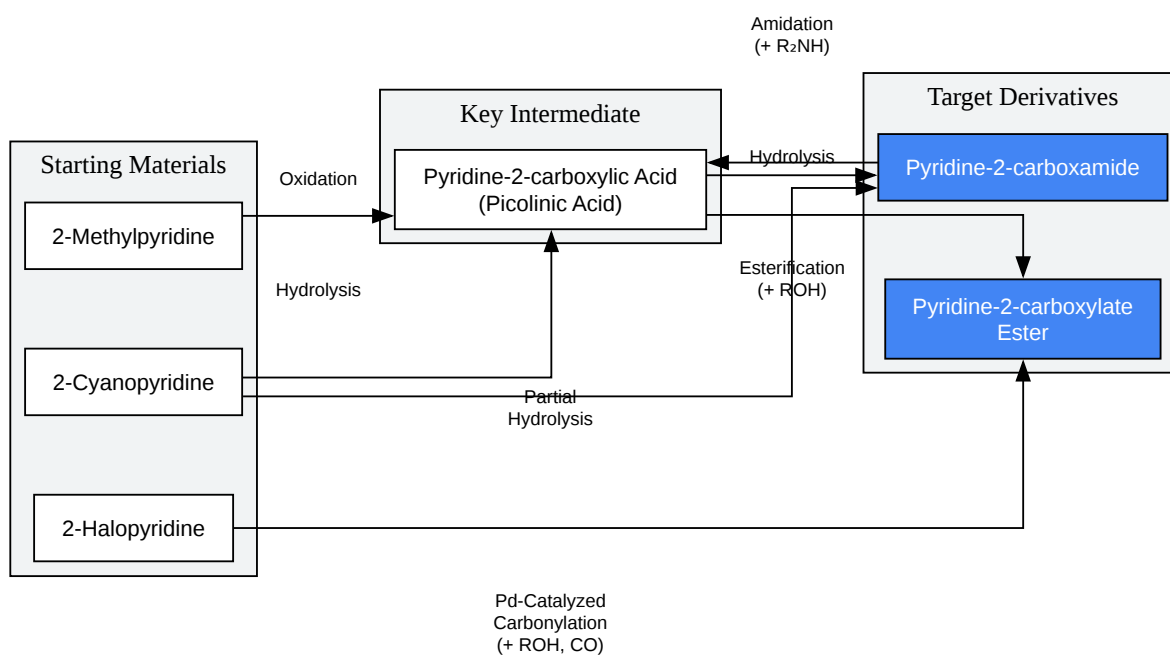 Amidation
(+ R₂NH)
Target Derivatives
Key Intermediate
Starting Materials
Hydrolysis
Pyridine-2-carboxamide
Pyridine-2-carboxylic Acid
(Picolinic Acid)
Oxidation
2-Methylpyridine
Esterification
(+ ROH)
Hydrolysis
Pyridine-2-carboxylate
Ester
2-Cyanopyridine
Partial
Hydrolysis
2-Halopyridine
Pd-Catalyzed
Carbonylation
(+ ROH, CO)